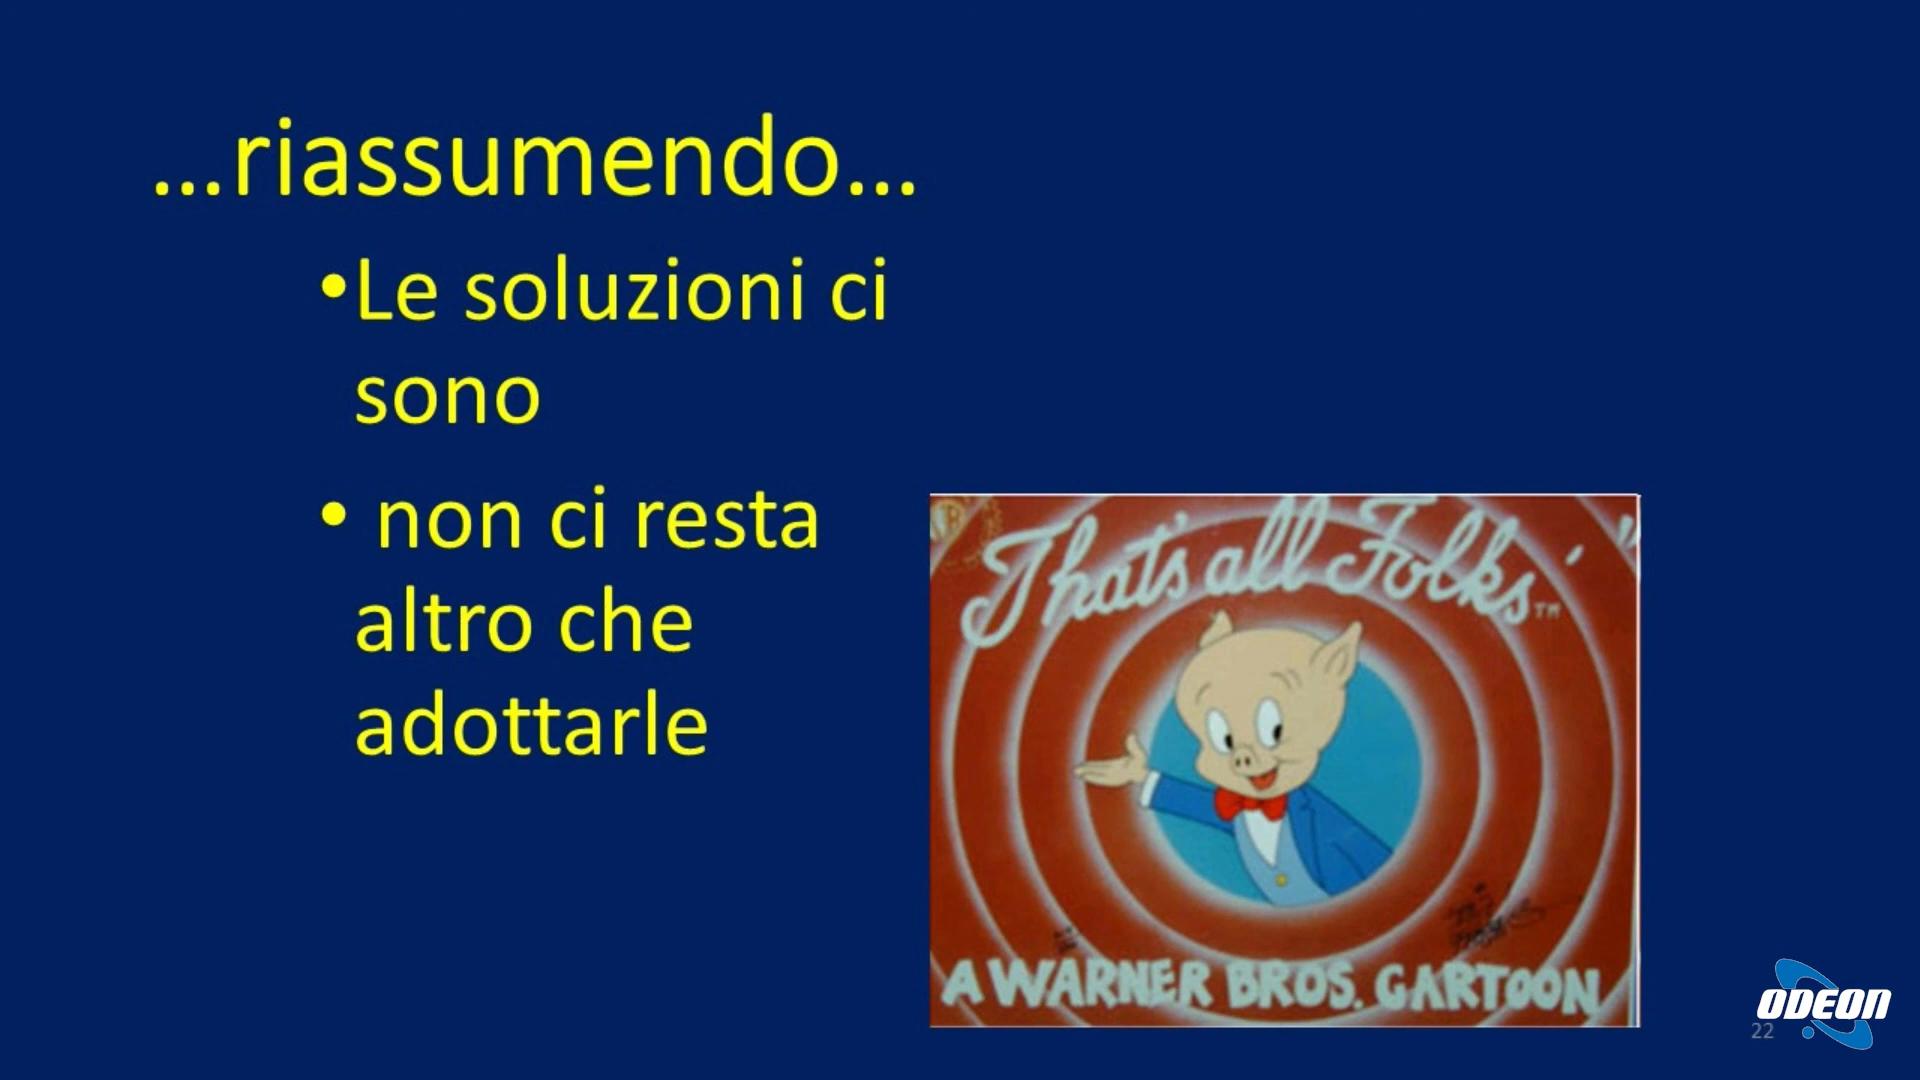 ...riassumendo...
•Le soluzioni ci
sono
• non ci resta
altro che
adottarle
That's all Folks!"
TM
A WARNER BROS. CARTOON
ODEON
22